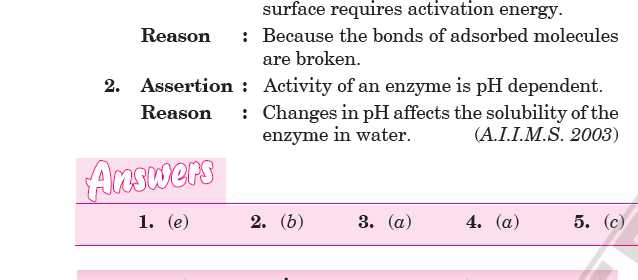 surface requires activation energy.
Reason : Because the bonds of adsorbed molecules
are broken.
2. Assertion : Activity of an enzyme is pH dependent.
Reason : Changes in pH affects the solubility of the
enzyme in water. (A.I.I.M.S. 2003)
Answers
1. (e) 2. (b) 3. (a) 4. (a) 5. (c)